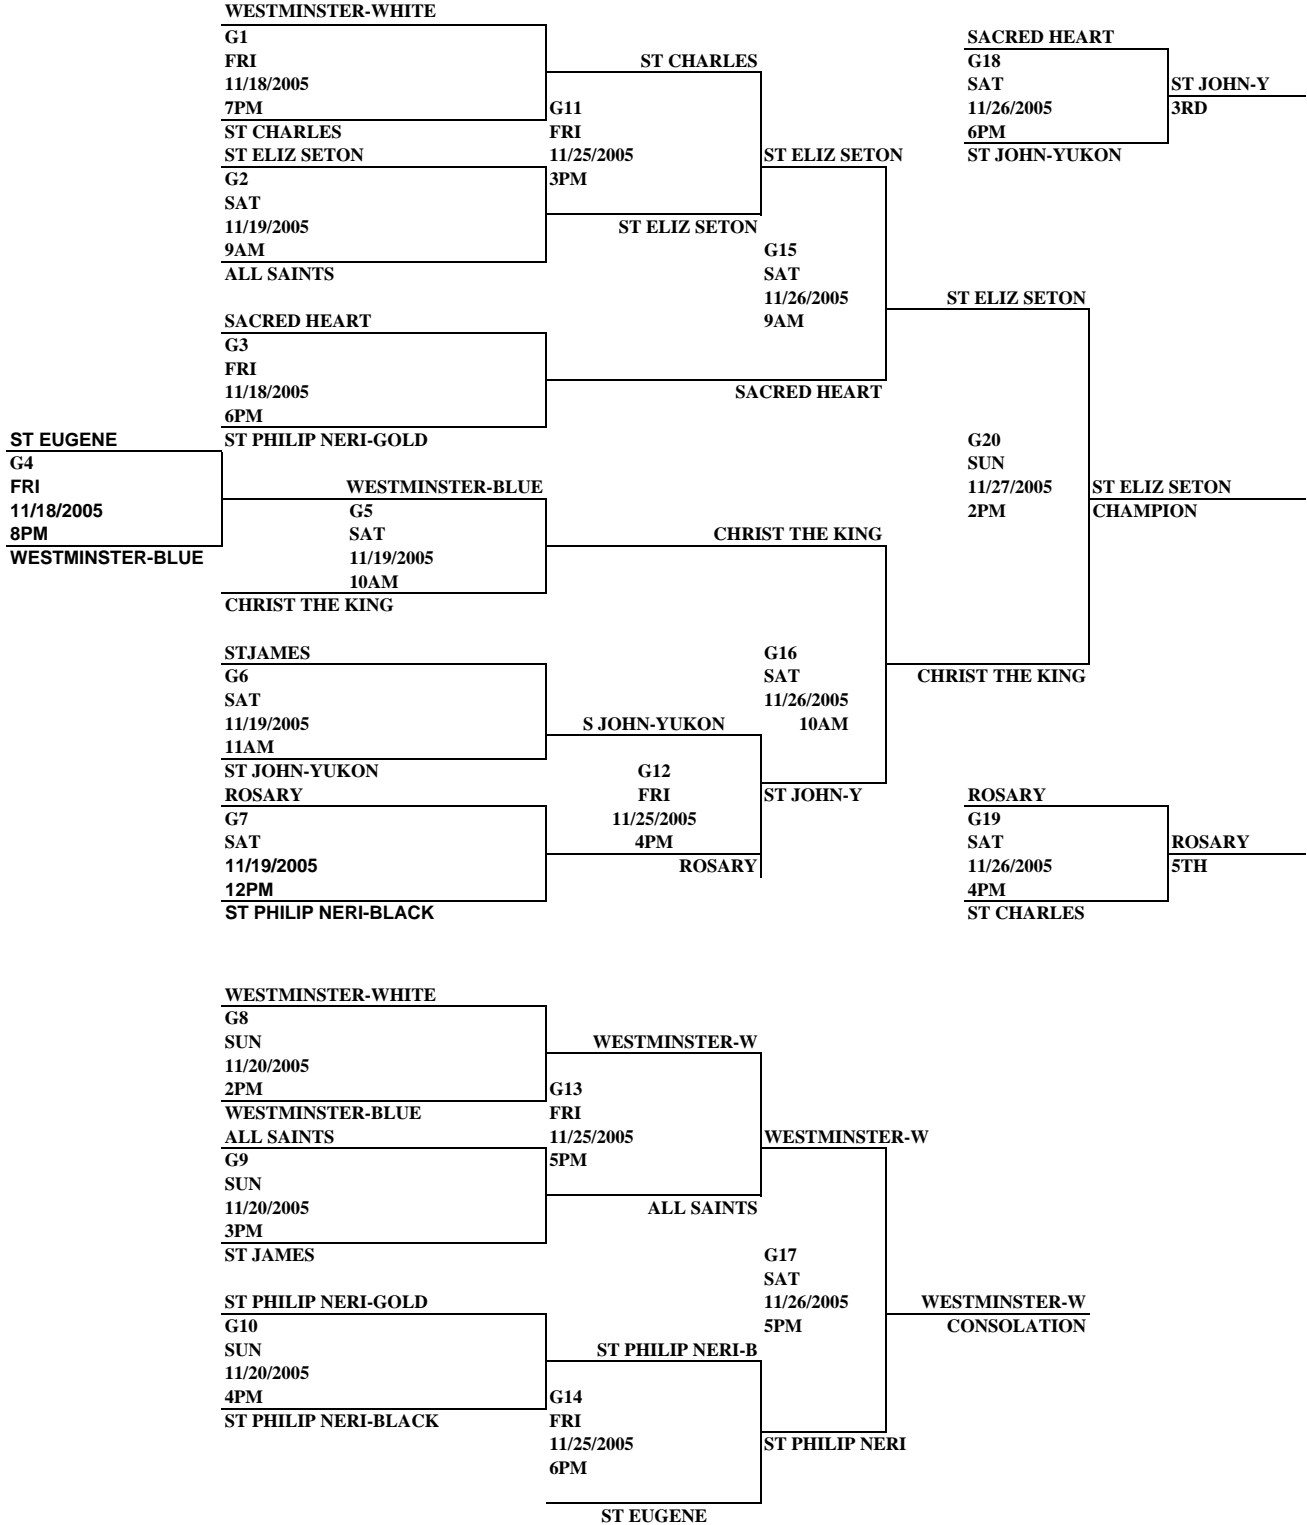 WESTMINSTER-WHITE
G1
FRI
11/18/2005
7PM
ST CHARLES
ST ELIZ SETON
G2
SAT
11/19/2005
9AM
ALL SAINTS
SACRED HEART
G3
FRI
11/18/2005
6PM
ST PHILIP NERI-GOLD
ST EUGENE
G4
FRI
11/18/2005
8PM
WESTMINSTER-BLUE
WESTMINSTER-BLUE
G5
SAT
11/19/2005
10AM
CHRIST THE KING
STJAMES
G6
SAT
11/19/2005
11AM
ST JOHN-YUKON
ROSARY
G7
SAT
11/19/2005
12PM
ST PHILIP NERI-BLACK
ST CHARLES
G11
FRI
11/25/2005
3PM
ST ELIZ SETON
S JOHN-YUKON
G12
FRI
11/25/2005
4PM
ROSARY
ST ELIZ SETON
G15
SAT
11/26/2005
9AM
SACRED HEART
CHRIST THE KING
G16
SAT
11/26/2005
10AM
ST JOHN-Y
ST ELIZ SETON
G20
SUN
11/27/2005
2PM
CHRIST THE KING
ST ELIZ SETON
CHAMPION
SACRED HEART
G18
SAT
11/26/2005
6PM
ST JOHN-YUKON
ST JOHN-Y
3RD
ROSARY
G19
SAT
11/26/2005
4PM
ST CHARLES
ROSARY
5TH
WESTMINSTER-WHITE
G8
SUN
11/20/2005
2PM
WESTMINSTER-BLUE
ALL SAINTS
G9
SUN
11/20/2005
3PM
ST JAMES
ST PHILIP NERI-GOLD
G10
SUN
11/20/2005
4PM
ST PHILIP NERI-BLACK
WESTMINSTER-W
G13
FRI
11/25/2005
5PM
ALL SAINTS
ST PHILIP NERI-B
G14
FRI
11/25/2005
6PM
ST EUGENE
WESTMINSTER-W
G17
SAT
11/26/2005
5PM
ST PHILIP NERI
WESTMINSTER-W
CONSOLATION